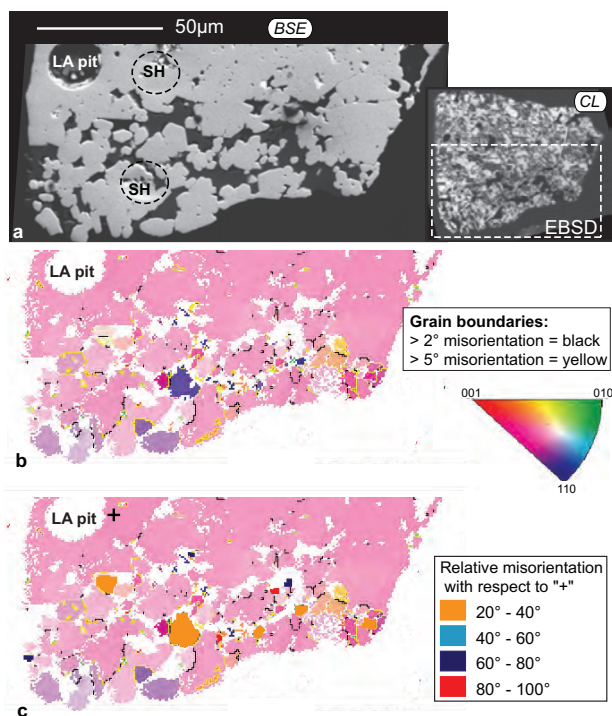 50µm
BSE
LA pit
SH
SH
CL
EBSD
a
LA pit
Grain boundaries:
> 2° misorientation = black
> 5° misorientation = yellow
001
010
110
b
LA pit
+
Relative misorientation
with respect to "+"
20° - 40°
40° - 60°
60° - 80°
80° - 100°
c